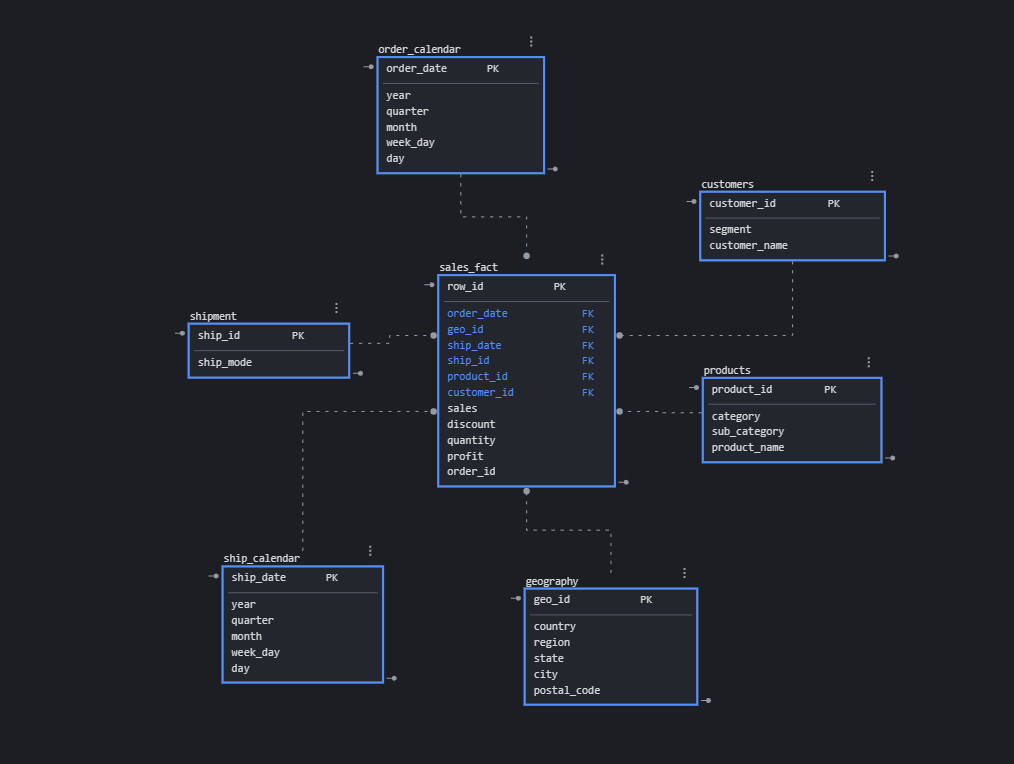 order_calendar
order_date PK
year
quarter
month
week_day
day
customers
customer_id PK
segment
customer_name
sales_fact
row_id PK
order_date FK
geo_id FK
ship_date FK
ship_id FK
product_id FK
customer_id FK
sales
discount
quantity
profit
order_id
shipment
ship_id PK
ship_mode
products
product_id PK
category
sub_category
product_name
ship_calendar
ship_date PK
year
quarter
month
week_day
day
geography
geo_id PK
country
region
state
city
postal_code